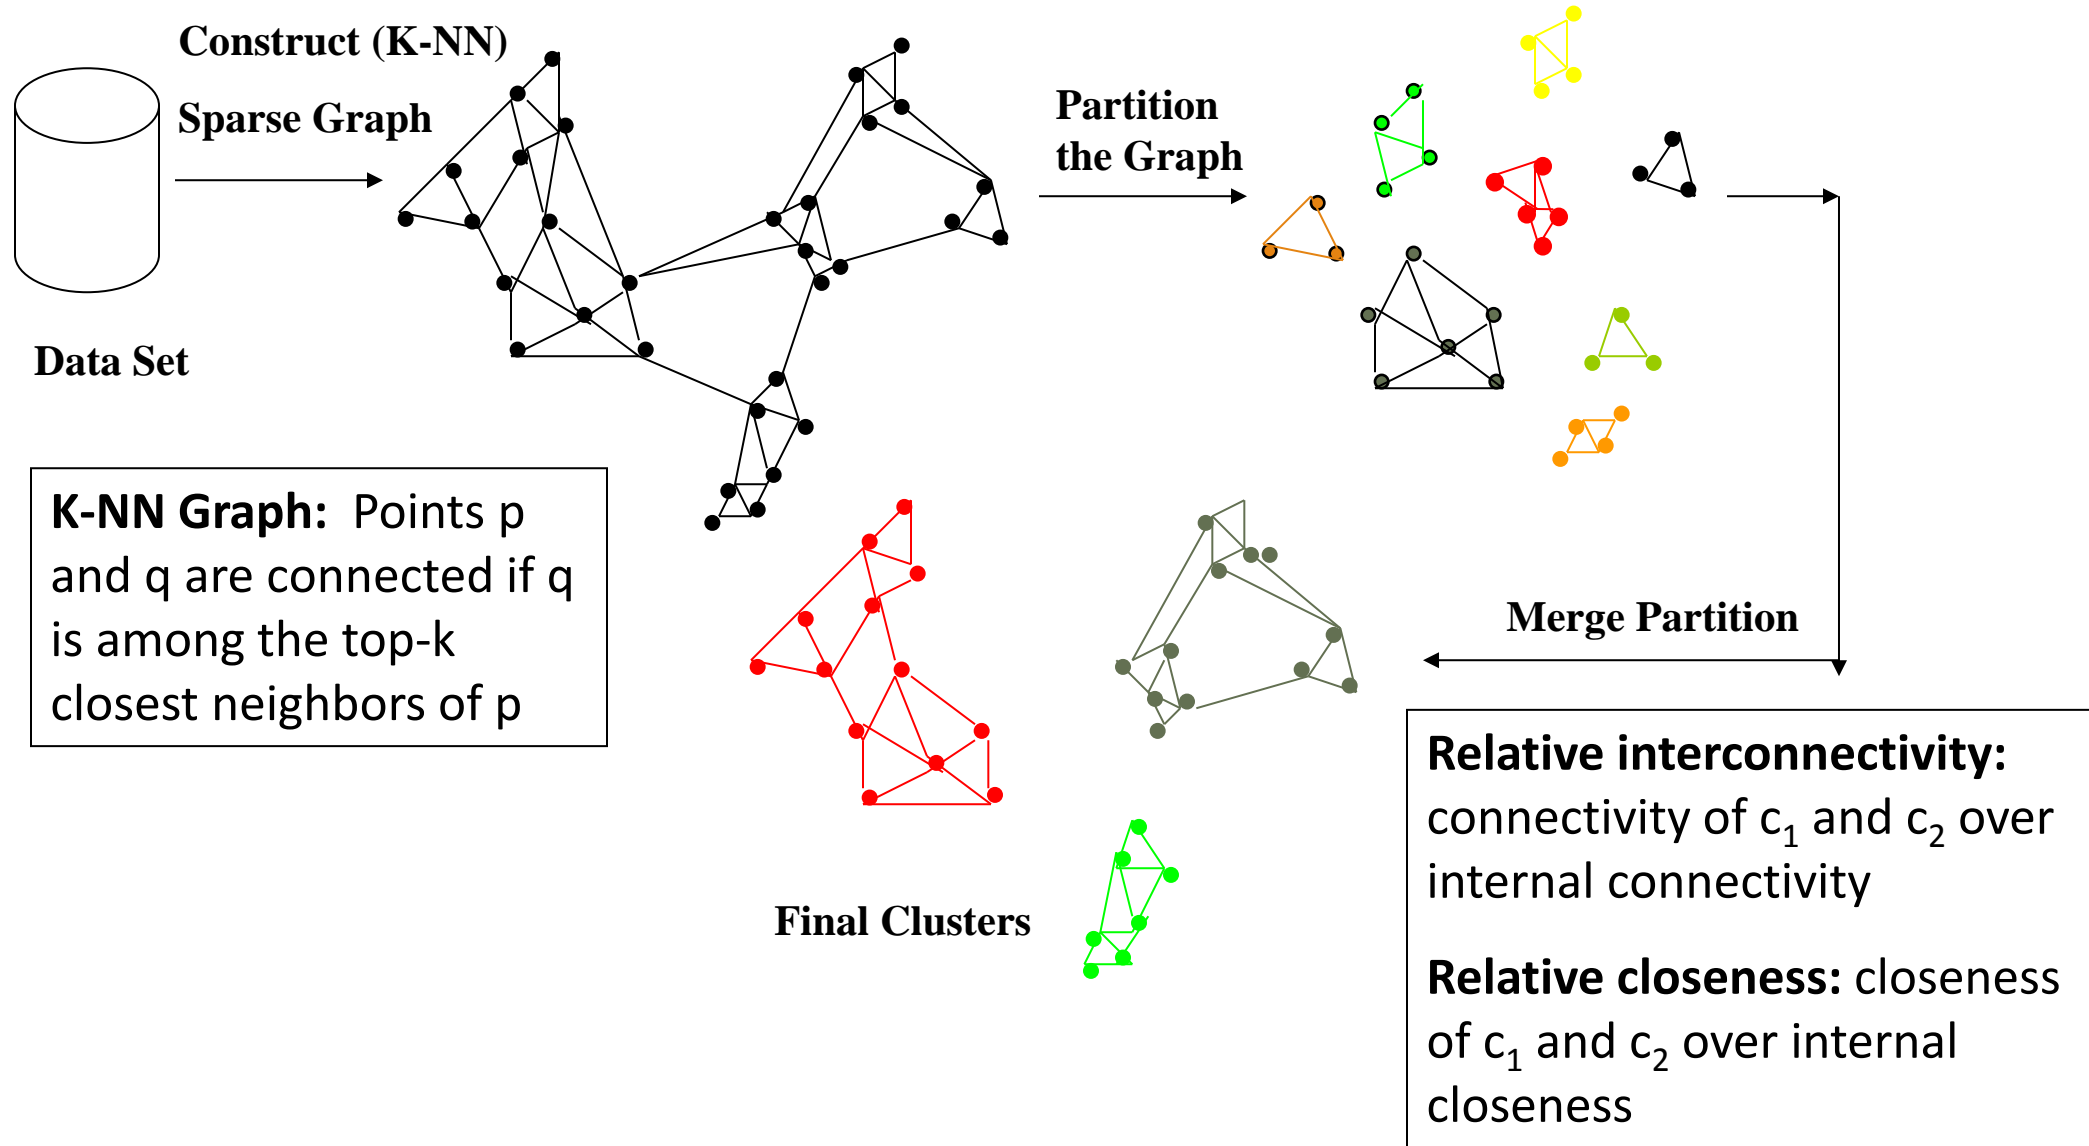 Construct (K-NN)
Sparse Graph
Data Set
Partition
the Graph
K-NN Graph: Points p
and q are connected if q
is among the top-k
closest neighbors of p
Merge Partition
Final Clusters
Relative interconnectivity:
connectivity of c₁ and c₂ over
internal connectivity
Relative closeness: closeness
of c₁ and c₂ over internal
closeness